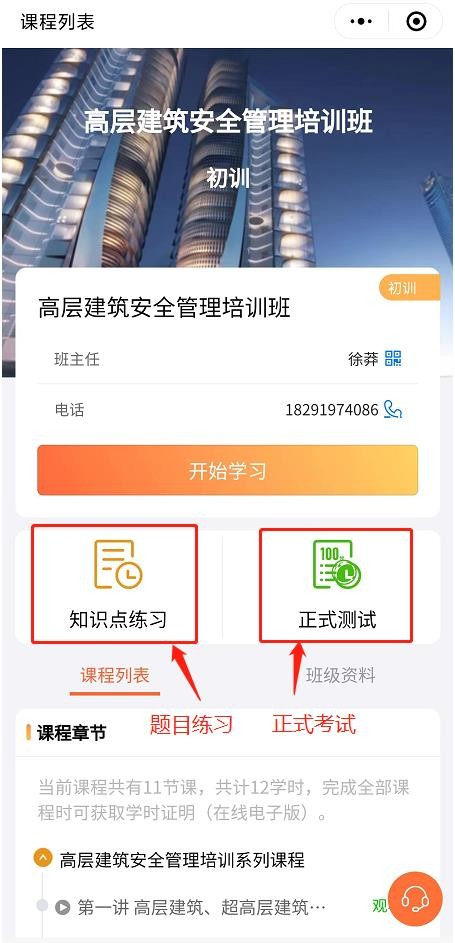 课程列表
高层建筑安全管理培训班
初训
初训
高层建筑安全管理培训班
班主任
徐莽
电话
18291974086
开始学习
100
知识点练习
正式测试
课程列表
班级资料
题目练习
正式考试
课程章节
当前课程共有11节课，共计12学时，完成全部课
程时可获取学时证明（在线电子版）。
高层建筑安全管理培训系列课程
第一讲 高层建筑、超高层建筑…
观